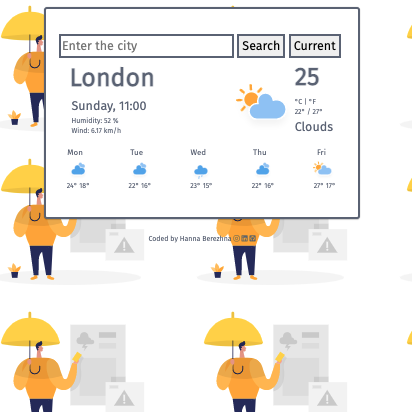 Enter the city
Search
Current
London
25
°C | °F
Sunday, 11:00
22° / 27°
Humidity: 52 %
Clouds
Wind: 6.17 km/h
Mon
Tue
Wed
Thu
Fri
24° 18°
22° 16°
23° 15°
22° 16°
27° 17°
Coded by Hanna Berezhna